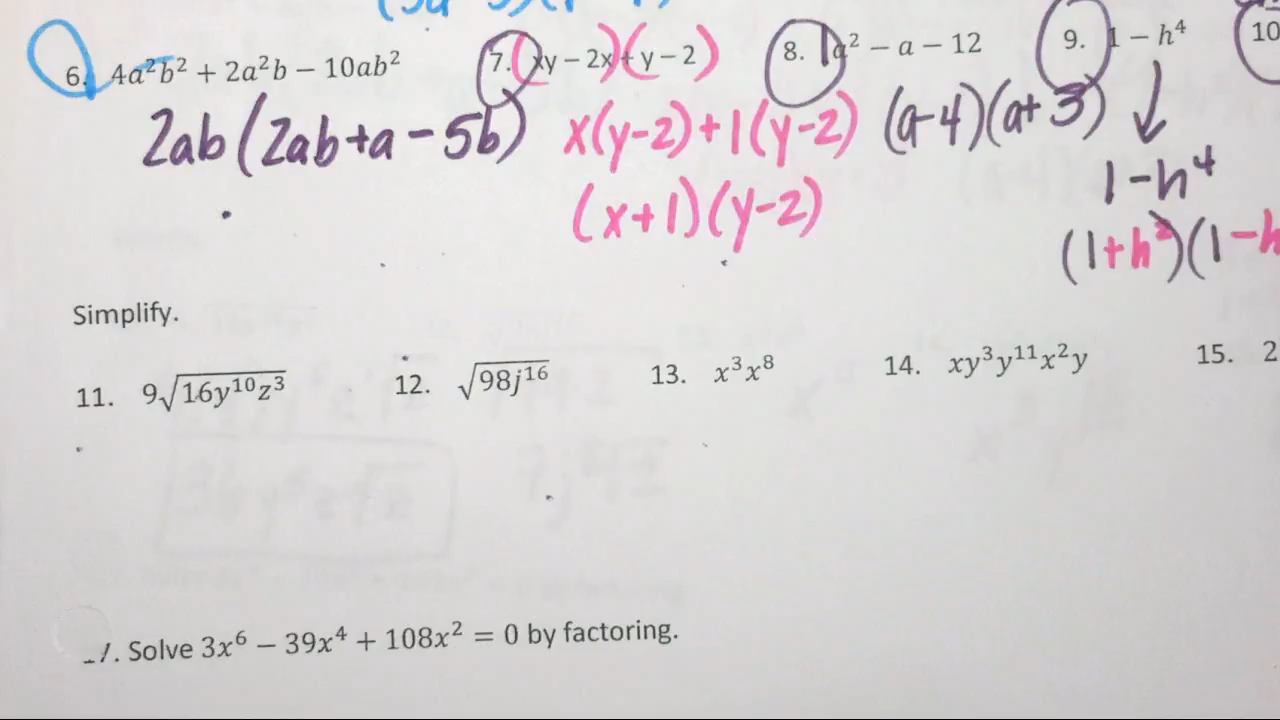 6. 4a²b² + 2a²b − 10ab² 7. (xy − 2x)(+ y − 2) 8. 1a² − a − 12 9. 1 − h⁴ 10
2ab(2ab+a−5b) x(y−2)+1(y−2) (a−4)(a+3)
(x+1)(y−2) 1−h⁴
(1+h²)(1−h
Simplify.
11. 9√16y¹⁰z³ 12. √98j¹⁶ 13. x³x⁸ 14. xy³y¹¹x²y 15. 2
Solve 3x⁶ − 39x⁴ + 108x² = 0 by factoring.